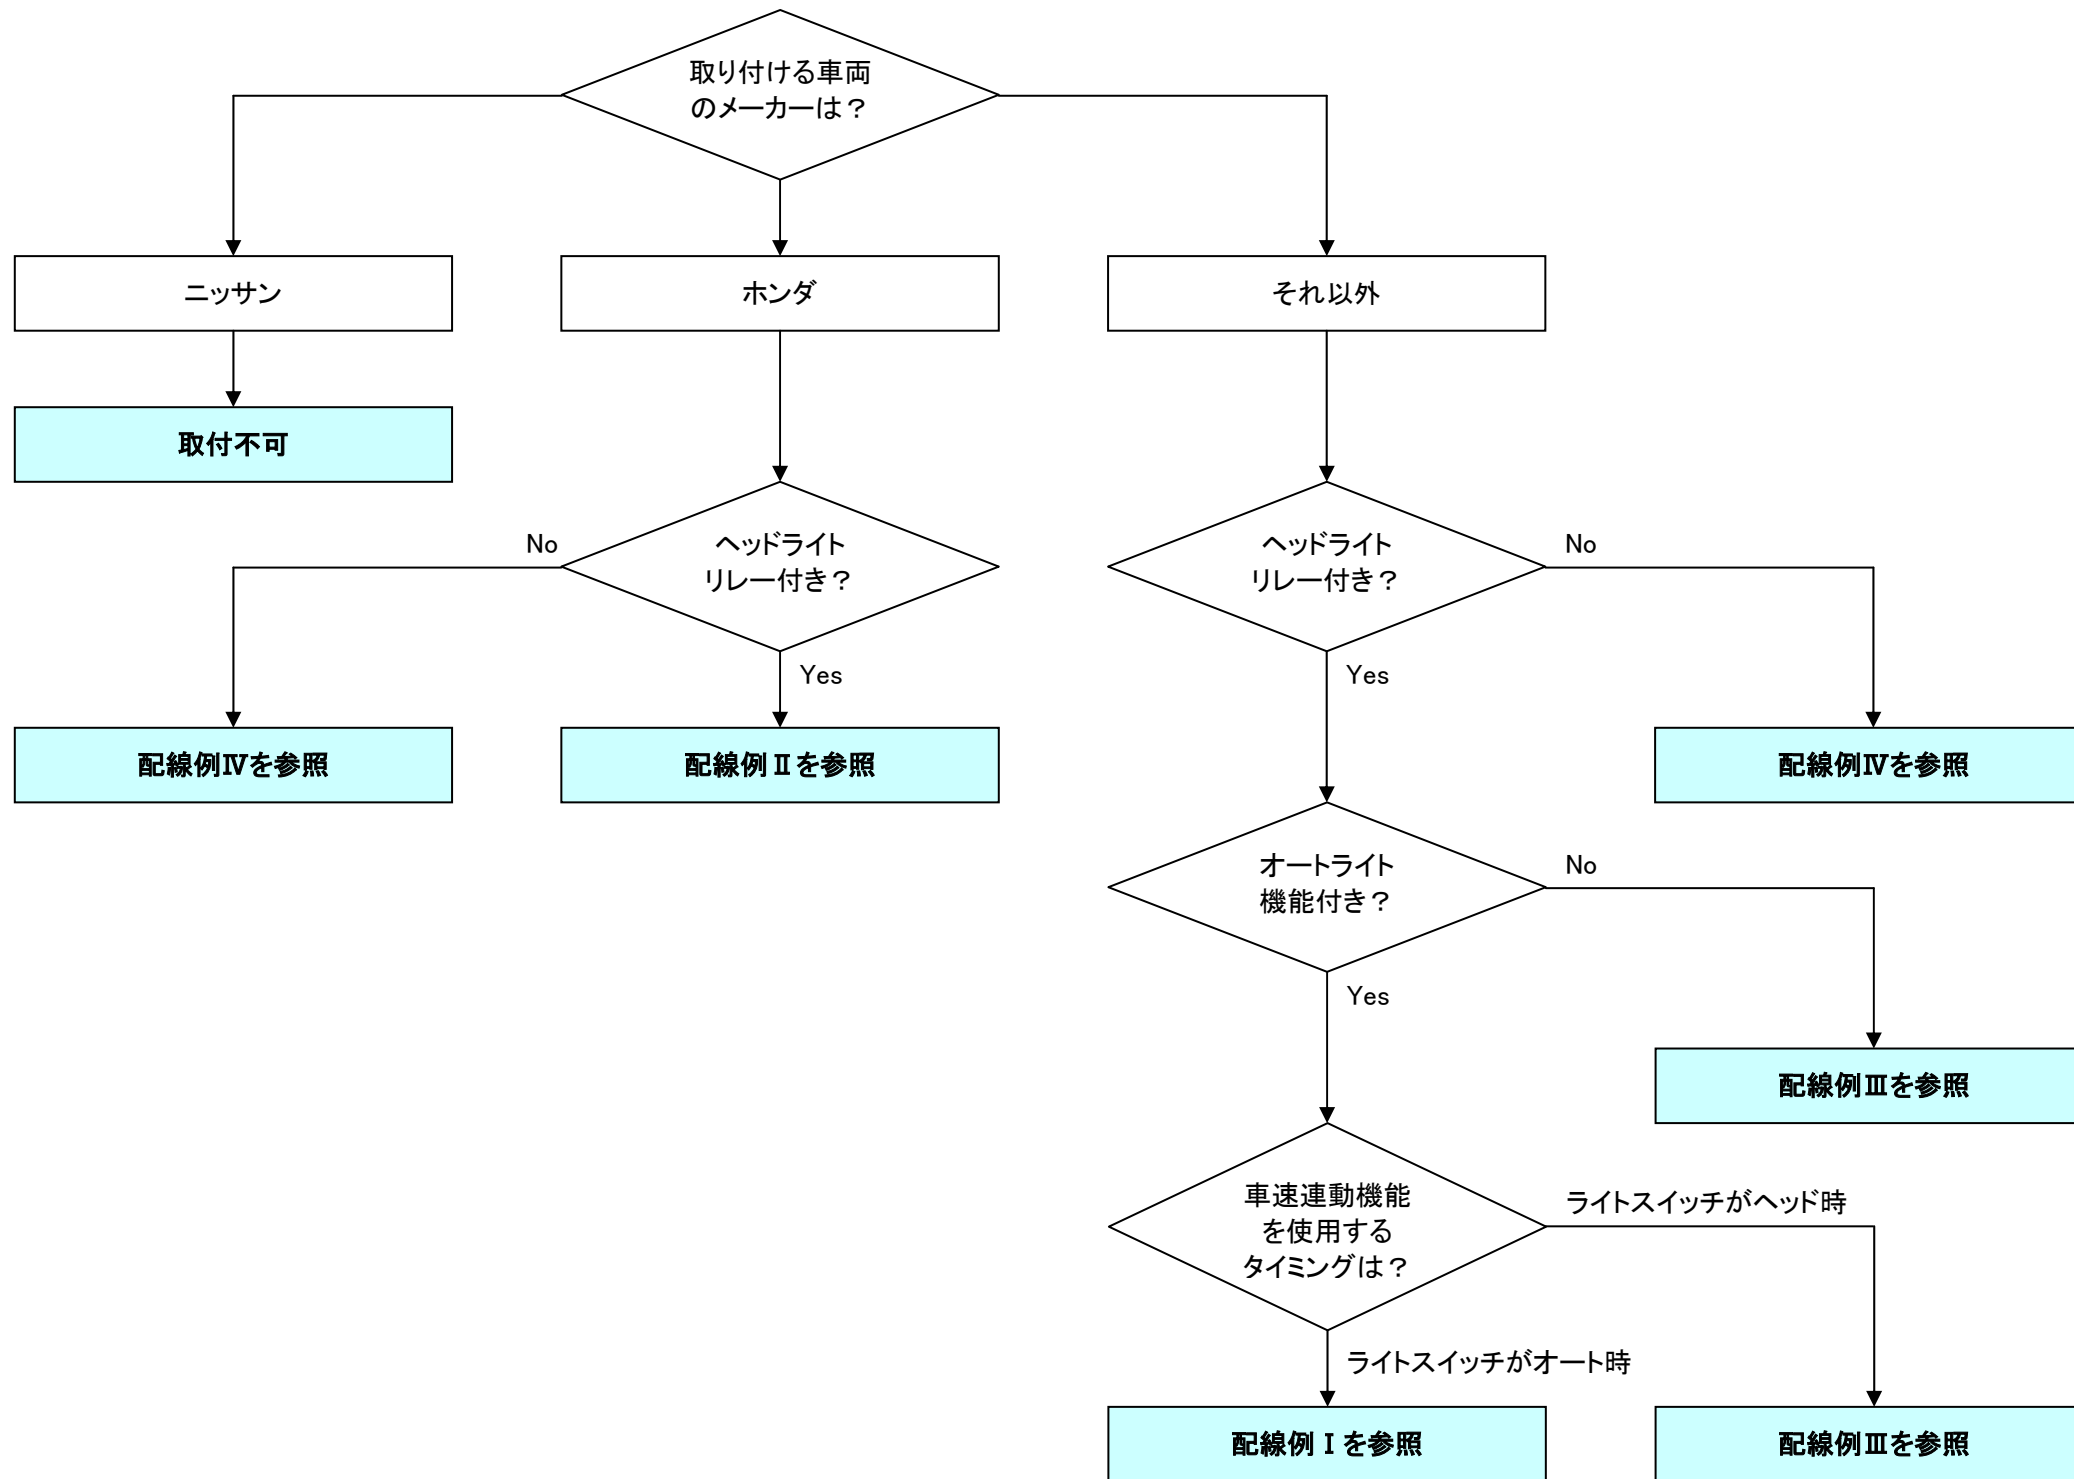 取り付ける車両
のメーカーは？
ニッサン
ホンダ
それ以外
取付不可
No
ヘッドライト
リレー付き？
ヘッドライト
リレー付き？
No
Yes
Yes
配線例Ⅳを参照
配線例Ⅱを参照
配線例Ⅳを参照
オートライト
機能付き？
No
Yes
配線例Ⅲを参照
車速連動機能
を使用する
タイミングは？
ライトスイッチがヘッド時
ライトスイッチがオート時
配線例Ⅰを参照
配線例Ⅲを参照